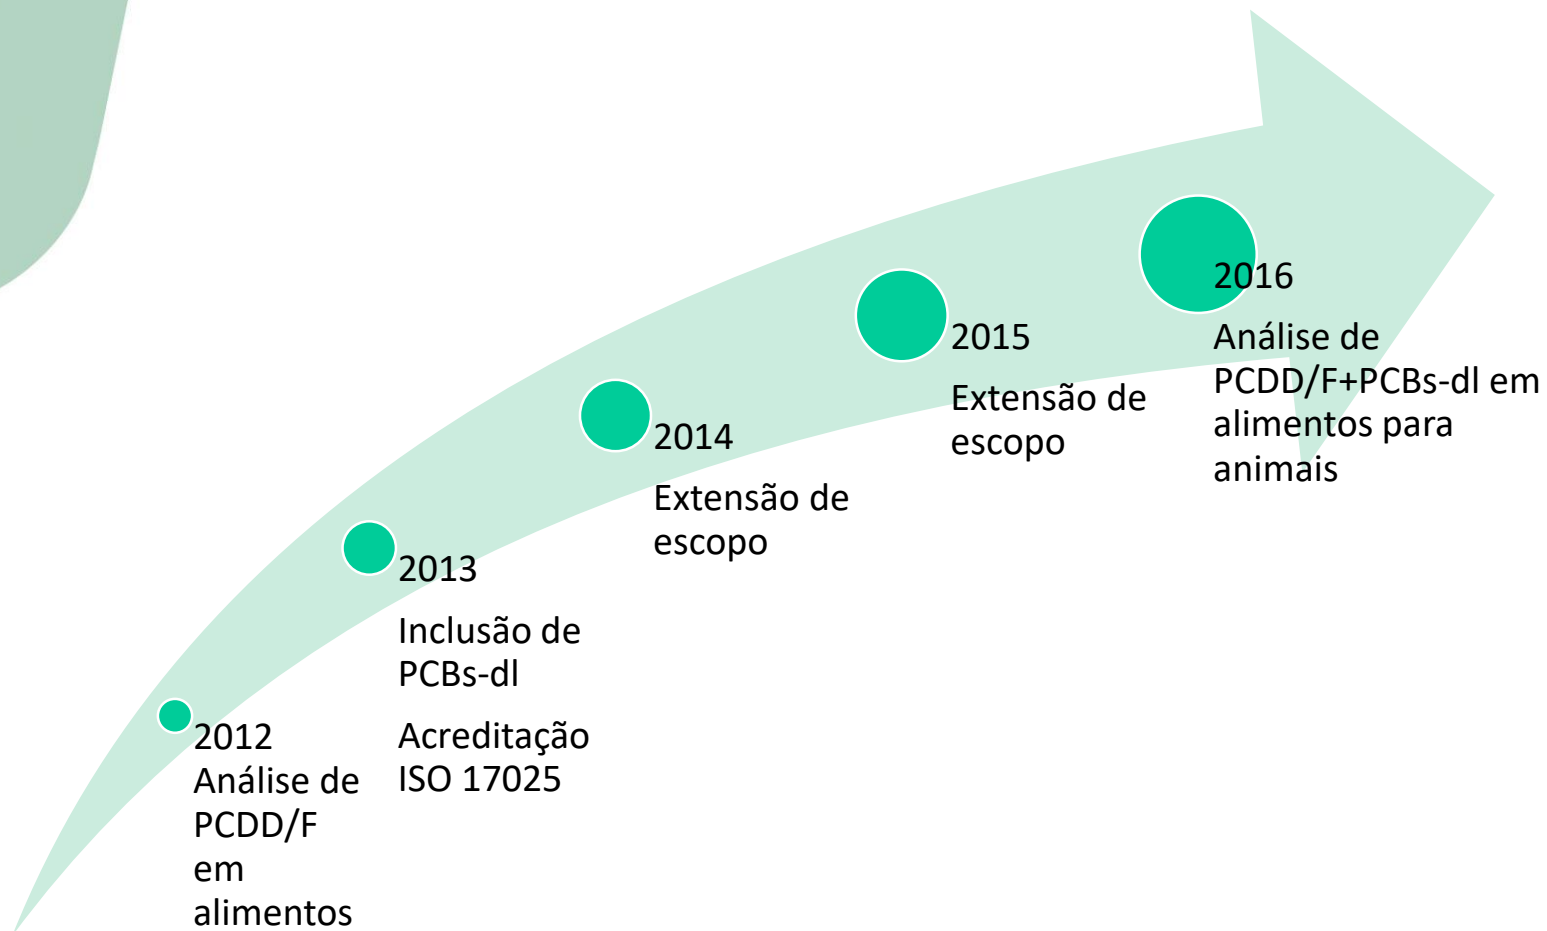 2012
Análise de
PCDD/F
em
alimentos
2013
Inclusão de
PCBs-dl
Acreditação
ISO 17025
2014
Extensão de
escopo
2015
Extensão de
escopo
2016
Análise de
PCDD/F+PCBs-dl em
alimentos para
animais